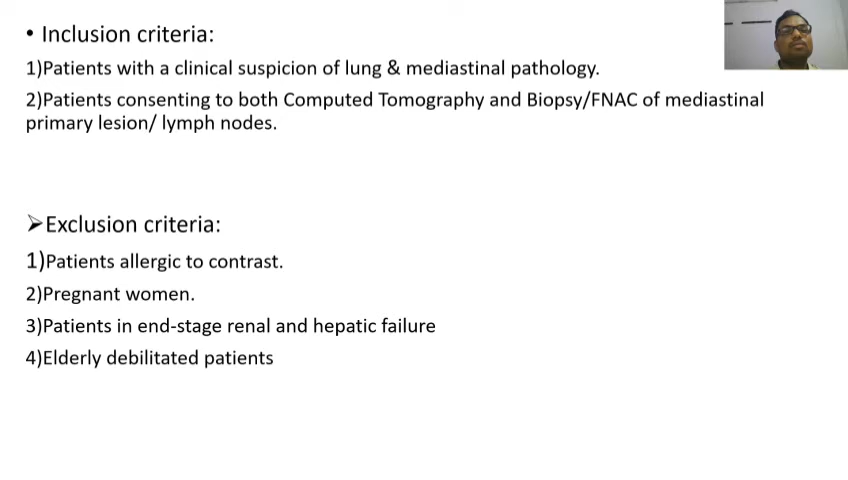 • Inclusion criteria:
1)Patients with a clinical suspicion of lung & mediastinal pathology.
2)Patients consenting to both Computed Tomography and Biopsy/FNAC of mediastinal
primary lesion/ lymph nodes.
➢Exclusion criteria:
1)Patients allergic to contrast.
2)Pregnant women.
3)Patients in end-stage renal and hepatic failure
4)Elderly debilitated patients